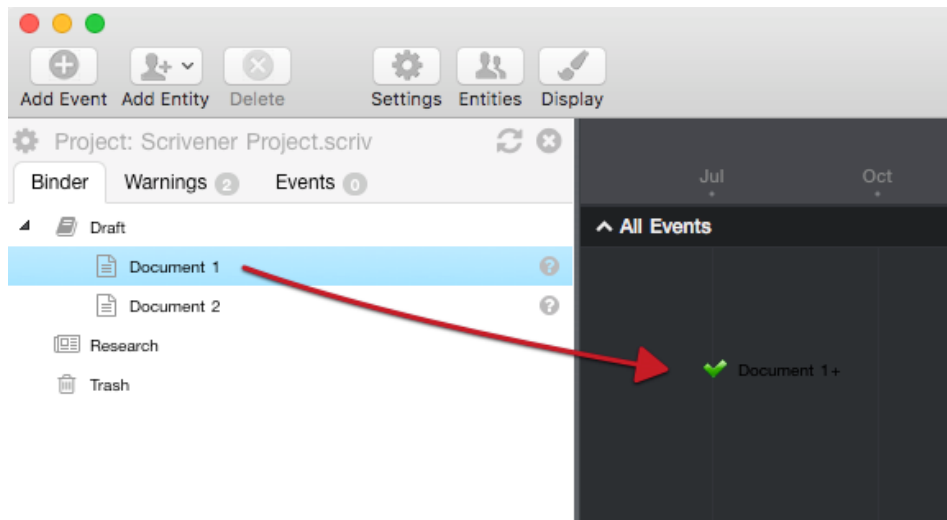 Add Event Add Entity Delete Settings Entities Display
Project: Scrivener Project.scriv
Binder Warnings 2 Events 0
Jul Oct
Draft
All Events
Document 1
Document 2
Research
Document 1+
Trash